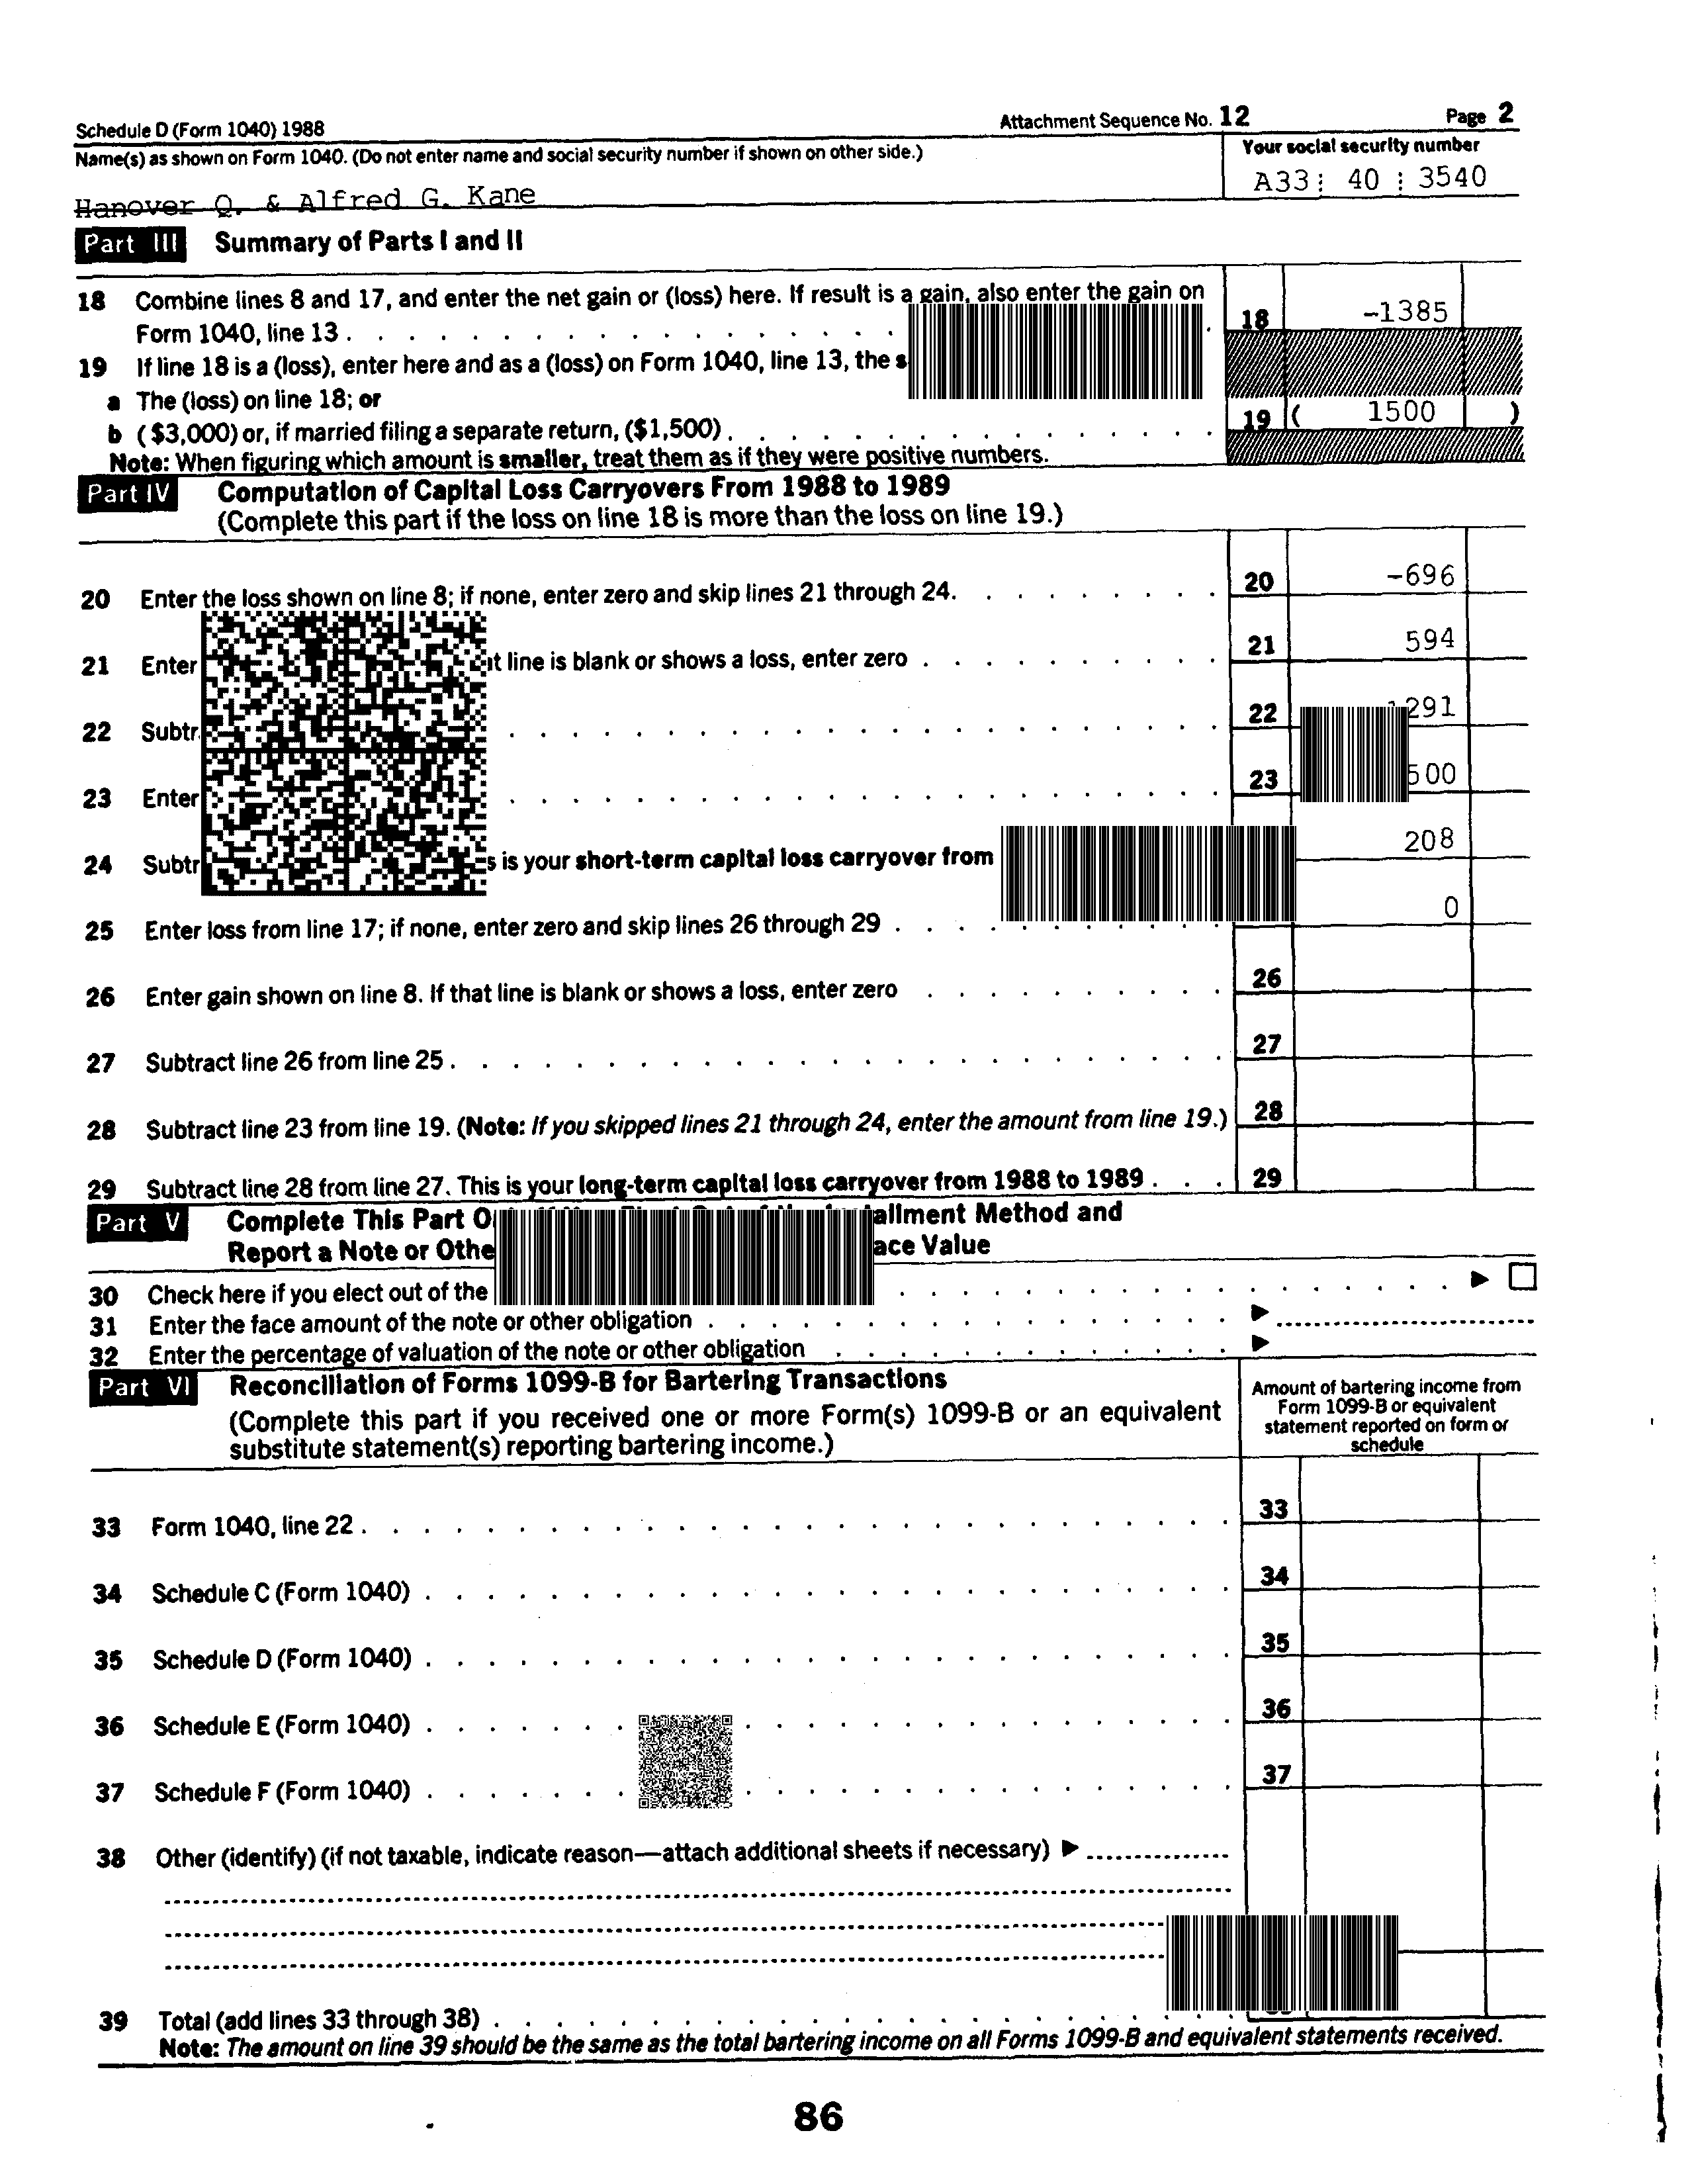 Schedule D (Form 1040) 1988 Attachment Sequence No. 12 Page 2
Name(s) as shown on Form 1040. (Do not enter name and social security number if shown on other side.) Your social security number
Hanover Q. & Alfred G. Kane A33 40 3540
Part III Summary of Parts I and II
18 Combine lines 8 and 17, and enter the net gain or (loss) here. If result is a gain, also enter the gain on
Form 1040, line 13 . . . 18 -1385
19 If line 18 is a (loss), enter here and as a (loss) on Form 1040, line 13, the
a The (loss) on line 18; or
b ($3,000) or, if married filing a separate return, ($1,500) . . . 19 ( 1500 )
Note: When figuring which amount is smaller, treat them as if they were positive numbers.
Part IV Computation of Capital Loss Carryovers From 1988 to 1989
(Complete this part if the loss on line 18 is more than the loss on line 19.)
20 Enter the loss shown on line 8; if none, enter zero and skip lines 21 through 24. . . . 20 -696
21 Enter line is blank or shows a loss, enter zero . . . 21 594
22 . . . 22 291
23 Enter . . . 23 500
24 is your short-term capital loss carryover from 208
25 Enter loss from line 17; if none, enter zero and skip lines 26 through 29 . . . 0
26 Enter gain shown on line 8. If that line is blank or shows a loss, enter zero . . . 26
27 Subtract line 26 from line 25 . . . 27
28 Subtract line 23 from line 19. (Note: If you skipped lines 21 through 24, enter the amount from line 19.) 28
29 Subtract line 28 from line 27. This is your long-term capital loss carryover from 1988 to 1989 . . . 29
Part V Complete This Part Method and
Report a Note or Value
30 Check here if you elect out of the . . . ▶
31 Enter the face amount of the note or other obligation . . . ▶
32 Enter the percentage of valuation of the note or other obligation . . . ▶
Part VI Reconciliation of Forms 1099-B for Bartering Transactions
(Complete this part if you received one or more Form(s) 1099-B or an equivalent
substitute statement(s) reporting bartering income.)
Amount of bartering income from
Form 1099-B or equivalent
statement reported on form or
schedule
33 Form 1040, line 22 . . . 33
34 Schedule C (Form 1040) . . . 34
35 Schedule D (Form 1040) . . . 35
36 Schedule E (Form 1040) . . . 36
37 Schedule F (Form 1040) . . . 37
38 Other (identify) (if not taxable, indicate reason—attach additional sheets if necessary) ▶
39 Total (add lines 33 through 38) . . .
Note: The amount on line 39 should be the same as the total bartering income on all Forms 1099-B and equivalent statements received.
86